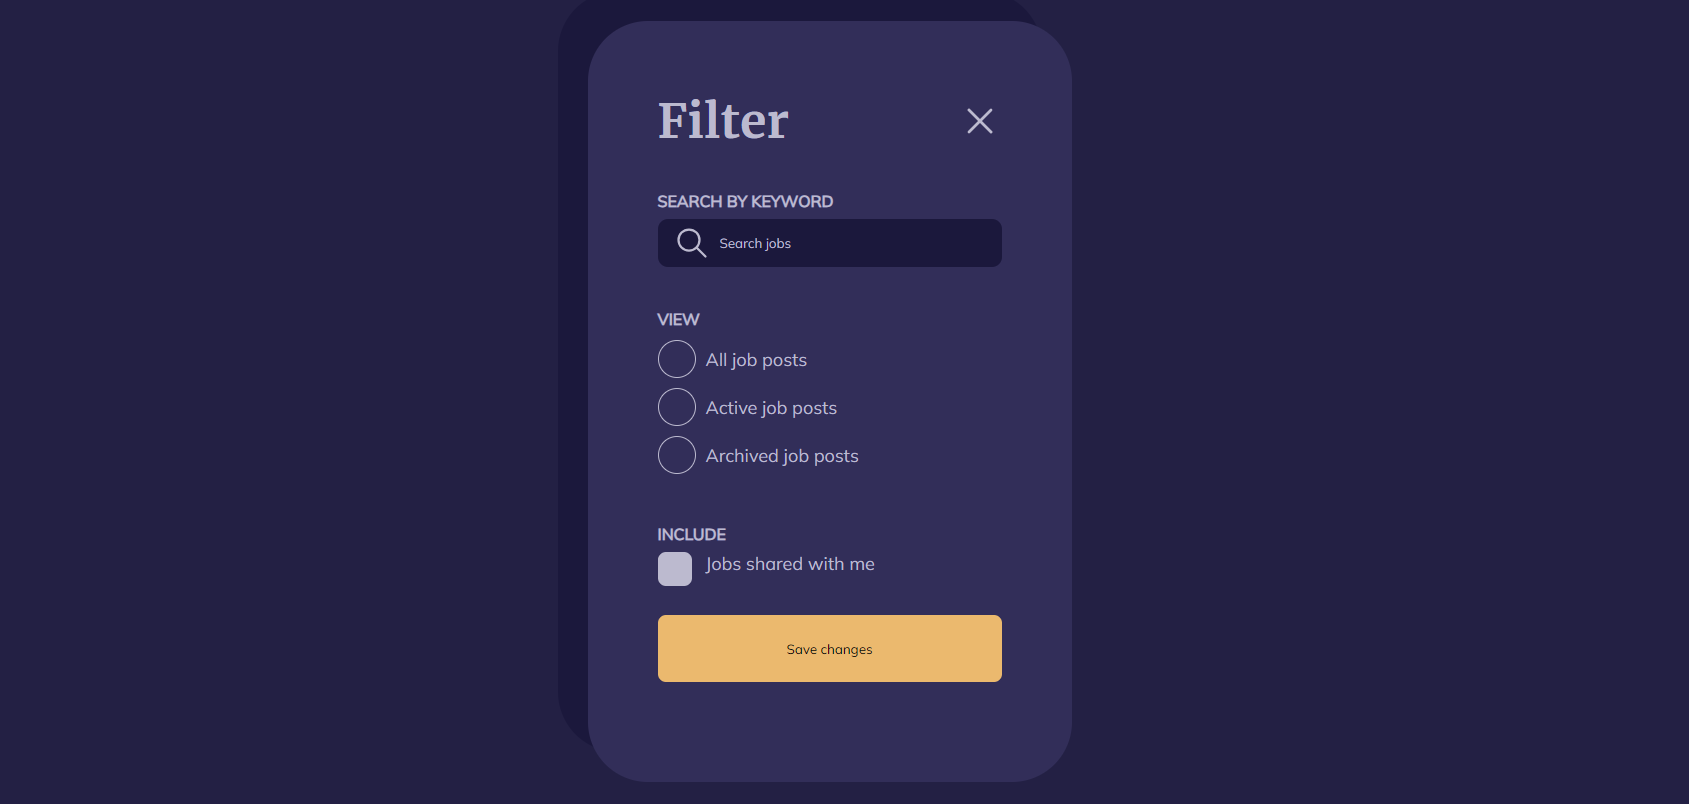 Filter
SEARCH BY KEYWORD
Search jobs
VIEW
All job posts
Active job posts
Archived job posts
INCLUDE
Jobs shared with me
Save changes